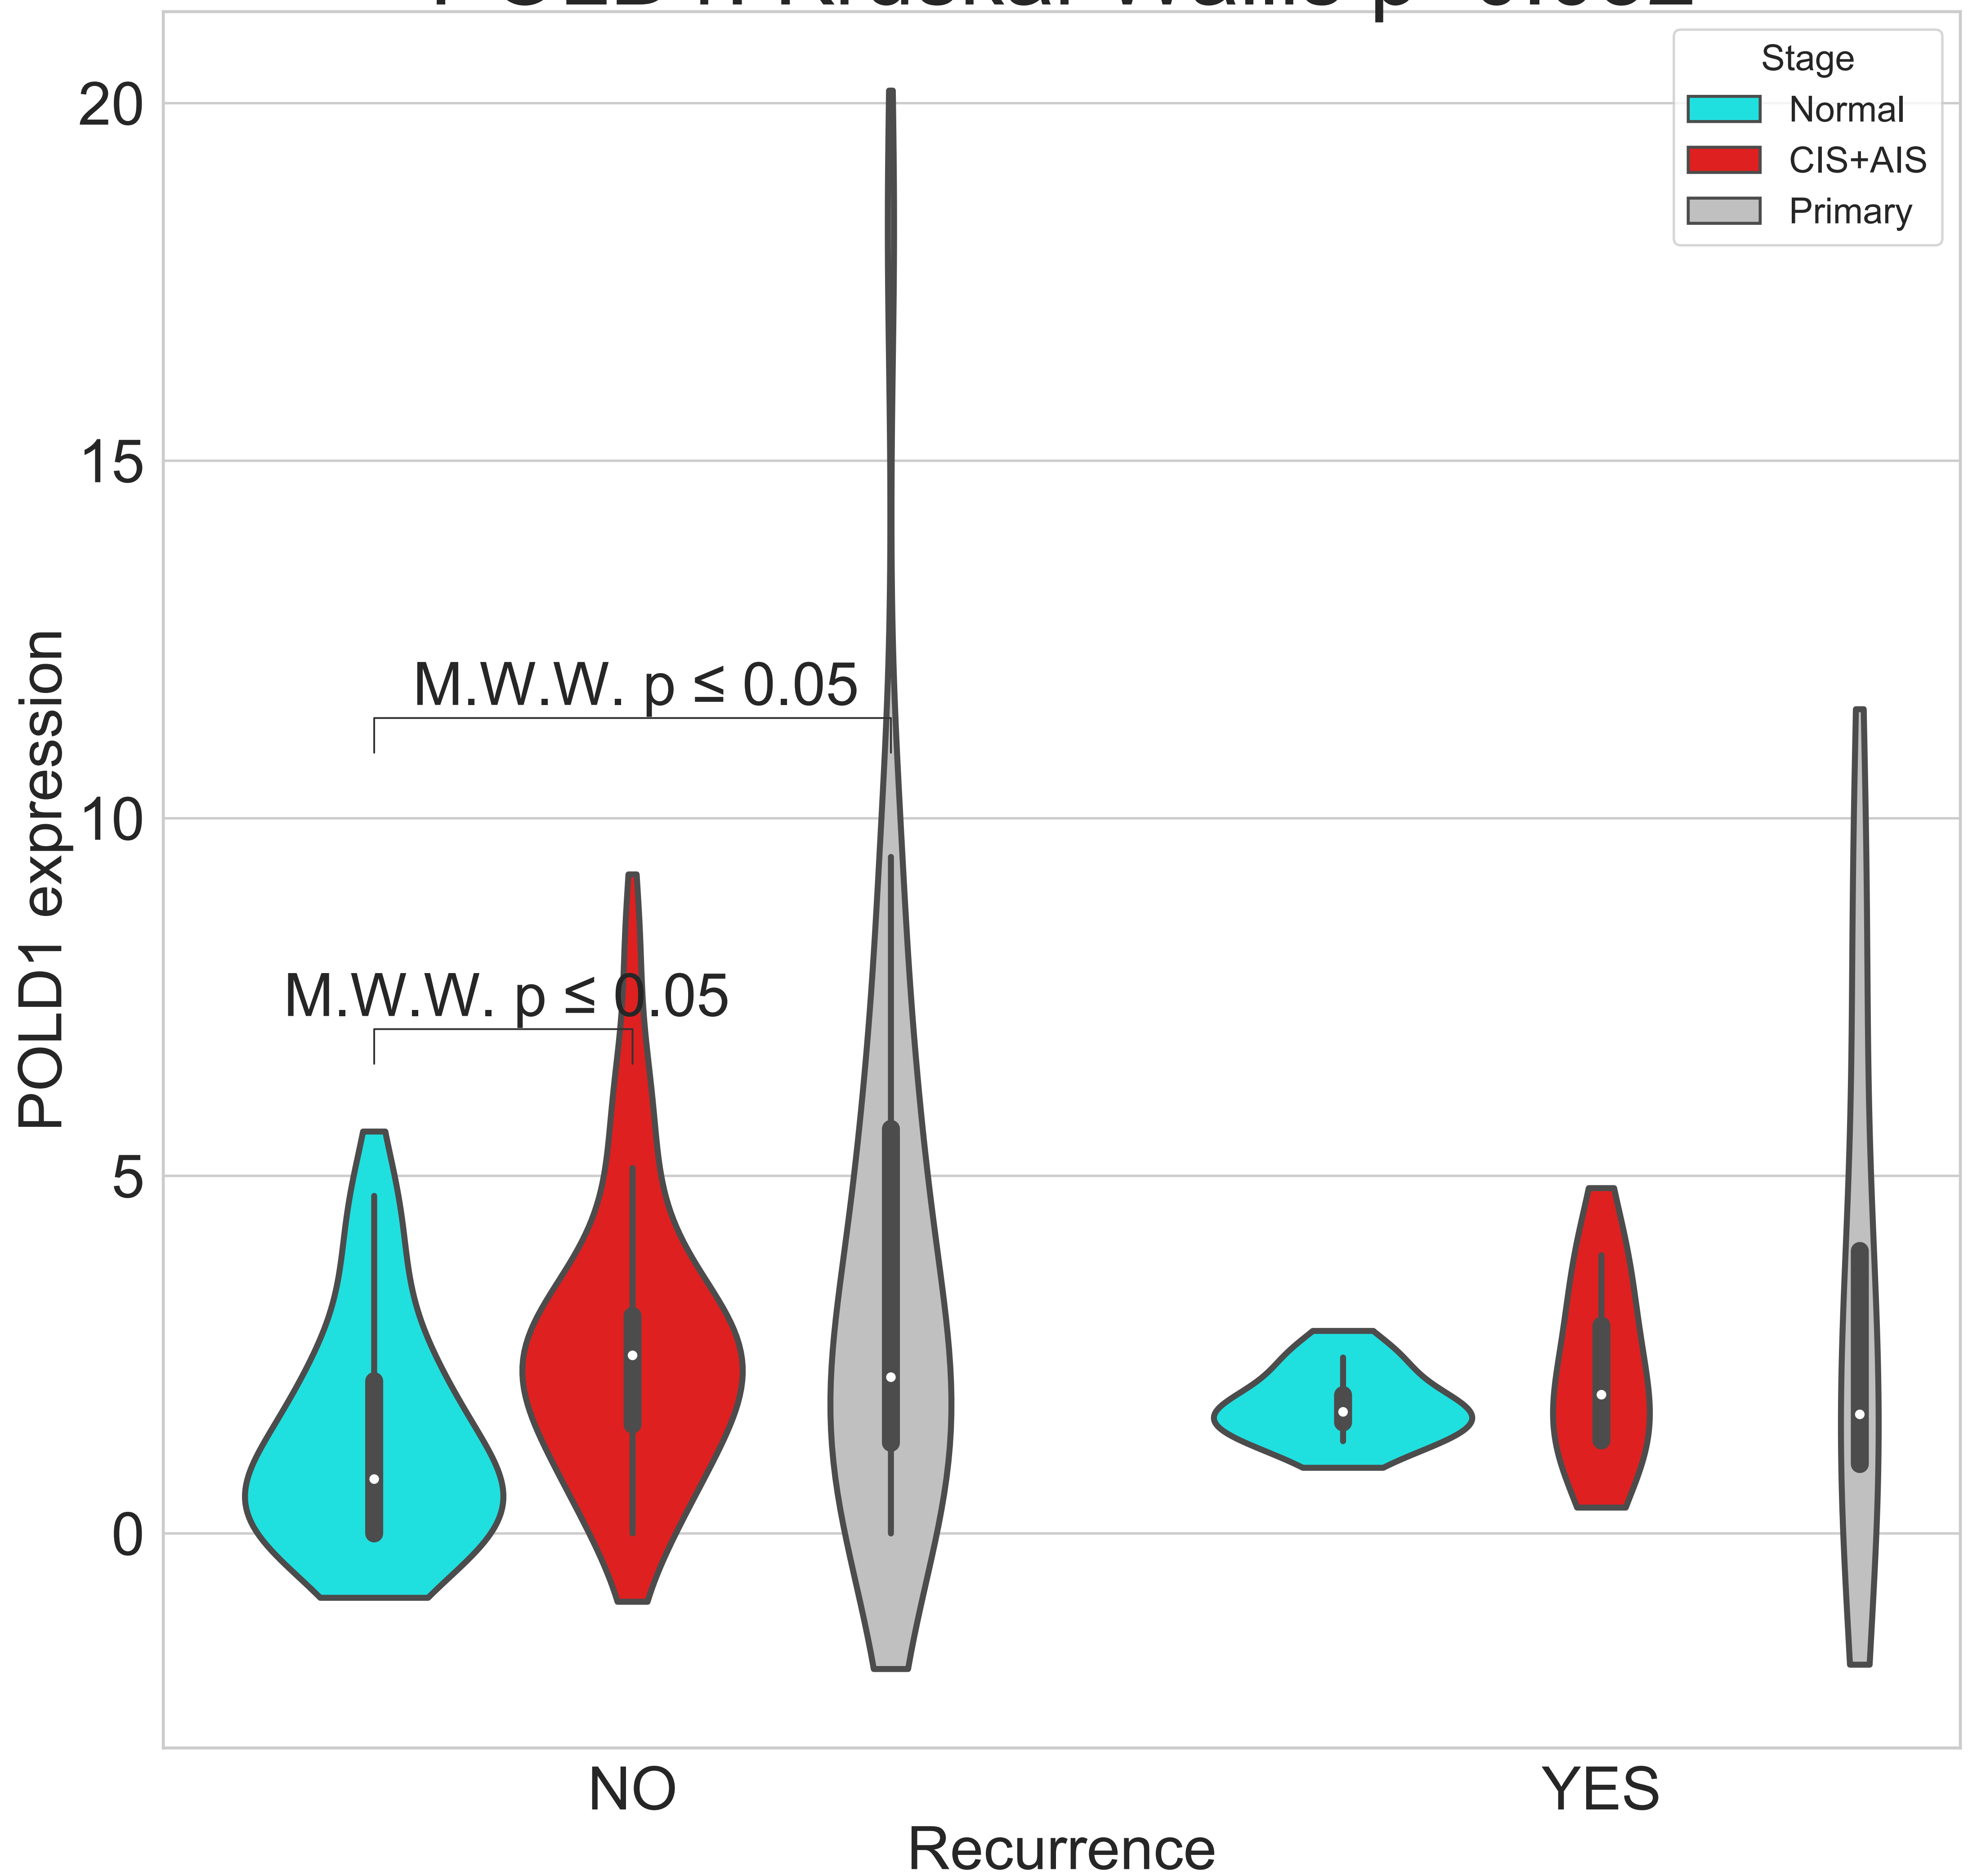 20
15
10
5
0
POLD1 expression
Stage
Normal
CIS+AIS
Primary
M.W.W. p ≤ 0.05
M.W.W. p ≤ 0.05
NO
YES
Recurrence